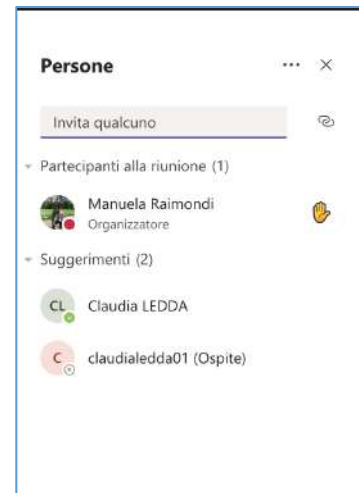 Persone
Invita qualcuno
Partecipanti alla riunione (1)
Manuela Raimondi
Organizzatore
Suggerimenti (2)
CL
Claudia LEDDA
C
claudialedda01 (Ospite)